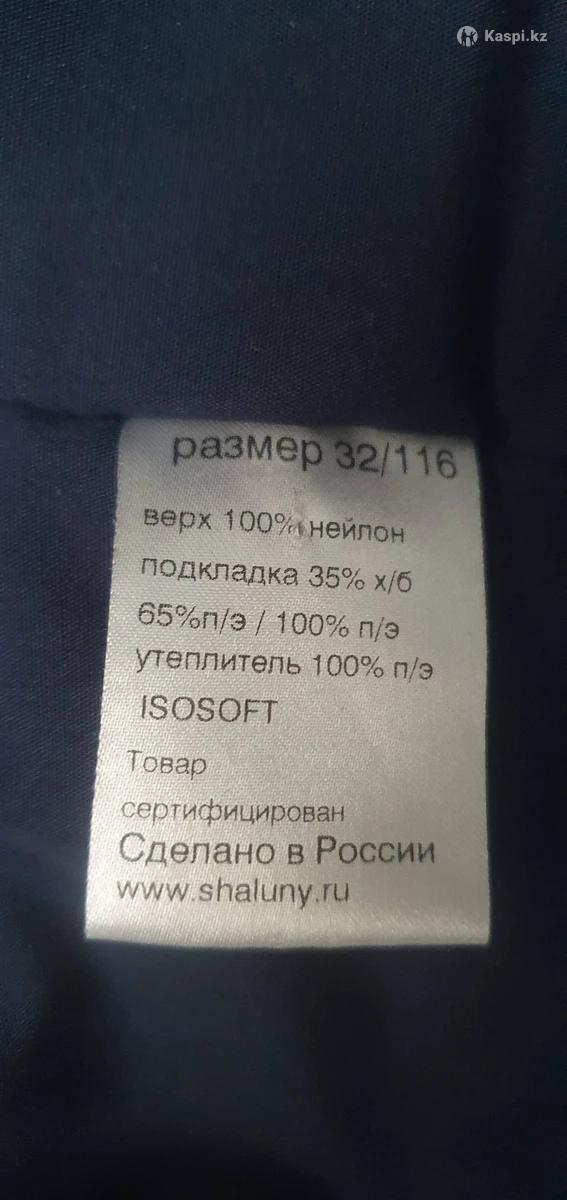 Kaspi.kz
размер 32/116
верх 100% нейлон
подкладка 35% х/б
65%п/э / 100% п/э
утеплитель 100% п/э
ISOSOFT
Товар
сертифицирован
Сделано в России
www.shaluny.ru